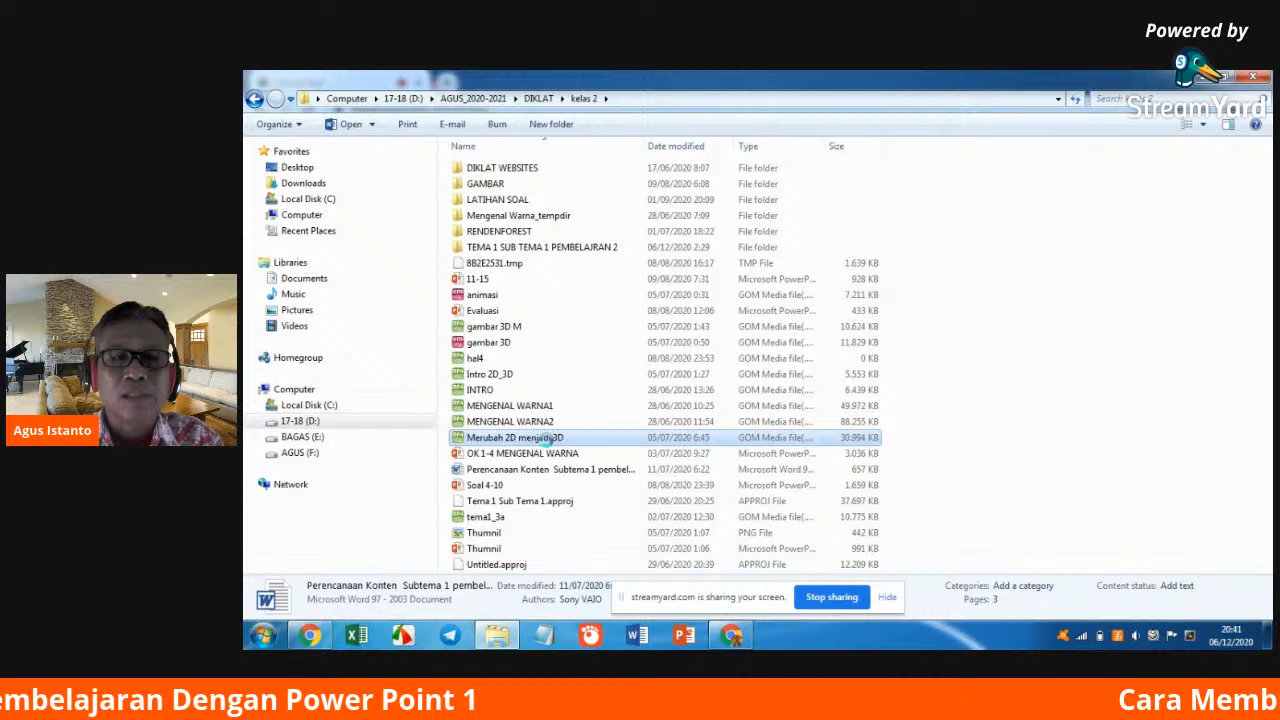 Powered by
StreamYard
Computer 17-18 (D:) AGUS_2020-2021 DIKLAT kelas 2
Organize Open Print E-mail Burn New folder
Name Date modified Type Size
Favorites
Desktop
Downloads
Local Disk (C)
Computer
Recent Places
Libraries
Documents
Music
Pictures
Videos
Homegroup
Computer
Local Disk (C:)
17-18 (D:)
BAGAS (E:)
AGUS (F:)
Network
DIKLAT WEBSITES 17/06/2020 8:07 File folder
GAMBAR 09/08/2020 6:08 File folder
LATIHAN SOAL 01/09/2020 20:09 File folder
Mengenal Warna_tempdir 28/06/2020 7:09 File folder
RENDENFOREST 01/07/2020 18:22 File folder
TEMA 1 SUB TEMA 1 PEMBELAJRAN 2 06/12/2020 2:29 File folder
8B2E2531.tmp 08/08/2020 16:17 TMP File 1.639 KB
11-15 09/08/2020 7:31 Microsoft PowerP... 928 KB
animasi 05/07/2020 0:31 GOM Media file(.... 7.211 KB
Evaluasi 08/08/2020 12:06 Microsoft PowerP... 433 KB
gambar 3D M 05/07/2020 1:43 GOM Media file(.... 10.624 KB
gambar 3D 05/07/2020 0:50 GOM Media file(.... 11.829 KB
hal4 08/08/2020 23:53 GOM Media file(.... 0 KB
Intro 2D_3D 05/07/2020 1:27 GOM Media file(.... 5.553 KB
INTRO 28/06/2020 13:26 GOM Media file(.... 6.439 KB
MENGENAL WARNA1 28/06/2020 10:25 GOM Media file(.... 49.972 KB
MENGENAL WARNA2 28/06/2020 11:54 GOM Media file(.... 88.255 KB
Merubah 2D menjadi 3D 05/07/2020 6:45 GOM Media file(.... 30.994 KB
OK 1-4 MENGENAL WARNA 03/07/2020 9:27 Microsoft PowerP... 3.036 KB
Perencanaan Konten Subtema 1 pembel... 11/07/2020 6:22 Microsoft Word 9... 657 KB
Soal 4-10 08/08/2020 23:39 Microsoft PowerP... 1.659 KB
Tema 1 Sub Tema 1.approj 29/06/2020 20:25 APPROJ File 37.697 KB
tema1_3a 02/07/2020 12:30 GOM Media file(.... 10.775 KB
Thumnil 05/07/2020 1:07 PNG File 442 KB
Thumnil 05/07/2020 1:06 Microsoft PowerP... 991 KB
Untitled.approj 29/06/2020 20:39 APPROJ File 12.209 KB
Perencanaan Konten Subtema 1 pembel... Date modified: 11/07/2020 6: Categories: Add a category Content status: Add text
Microsoft Word 97 - 2003 Document Authors: Sony VAIO Pages: 3
streamyard.com is sharing your screen. Stop sharing Hide
20:41
06/12/2020
Agus Istanto
embelajaran Dengan Power Point 1 Cara Memb